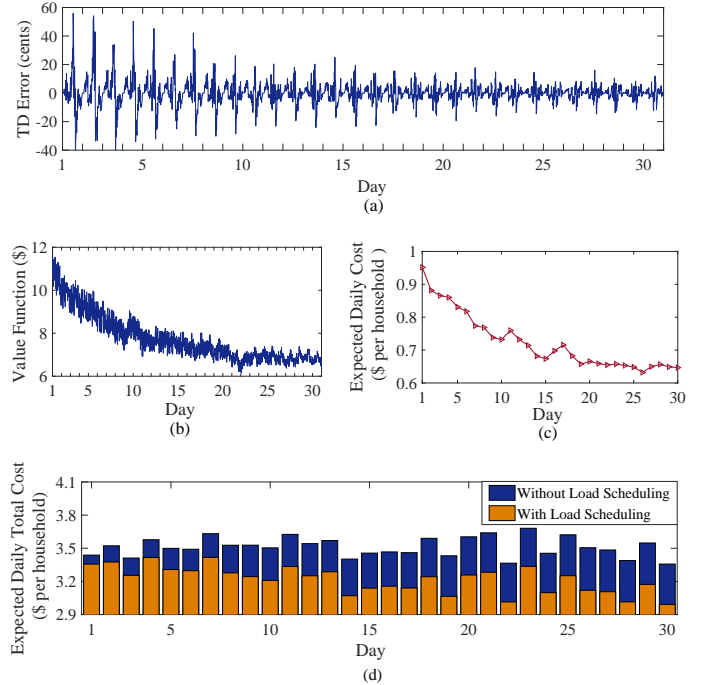 TD Error (cents)
60
40
20
0
-20
-40
1 5 10 15 20 25 30
Day
(a)
Value Function ($)
12
10
8
6
1 5 10 15 20 25 30
Day
(b)
Expected Daily Cost
($ per household )
1
0.9
0.8
0.7
0.6
1 5 10 15 20 25 30
Day
(c)
Expected Daily Total Cost
($ per household)
4.1
3.8
3.5
3.2
2.9
Without Load Scheduling
With Load Scheduling
1 5 10 15 20 25 30
Day
(d)